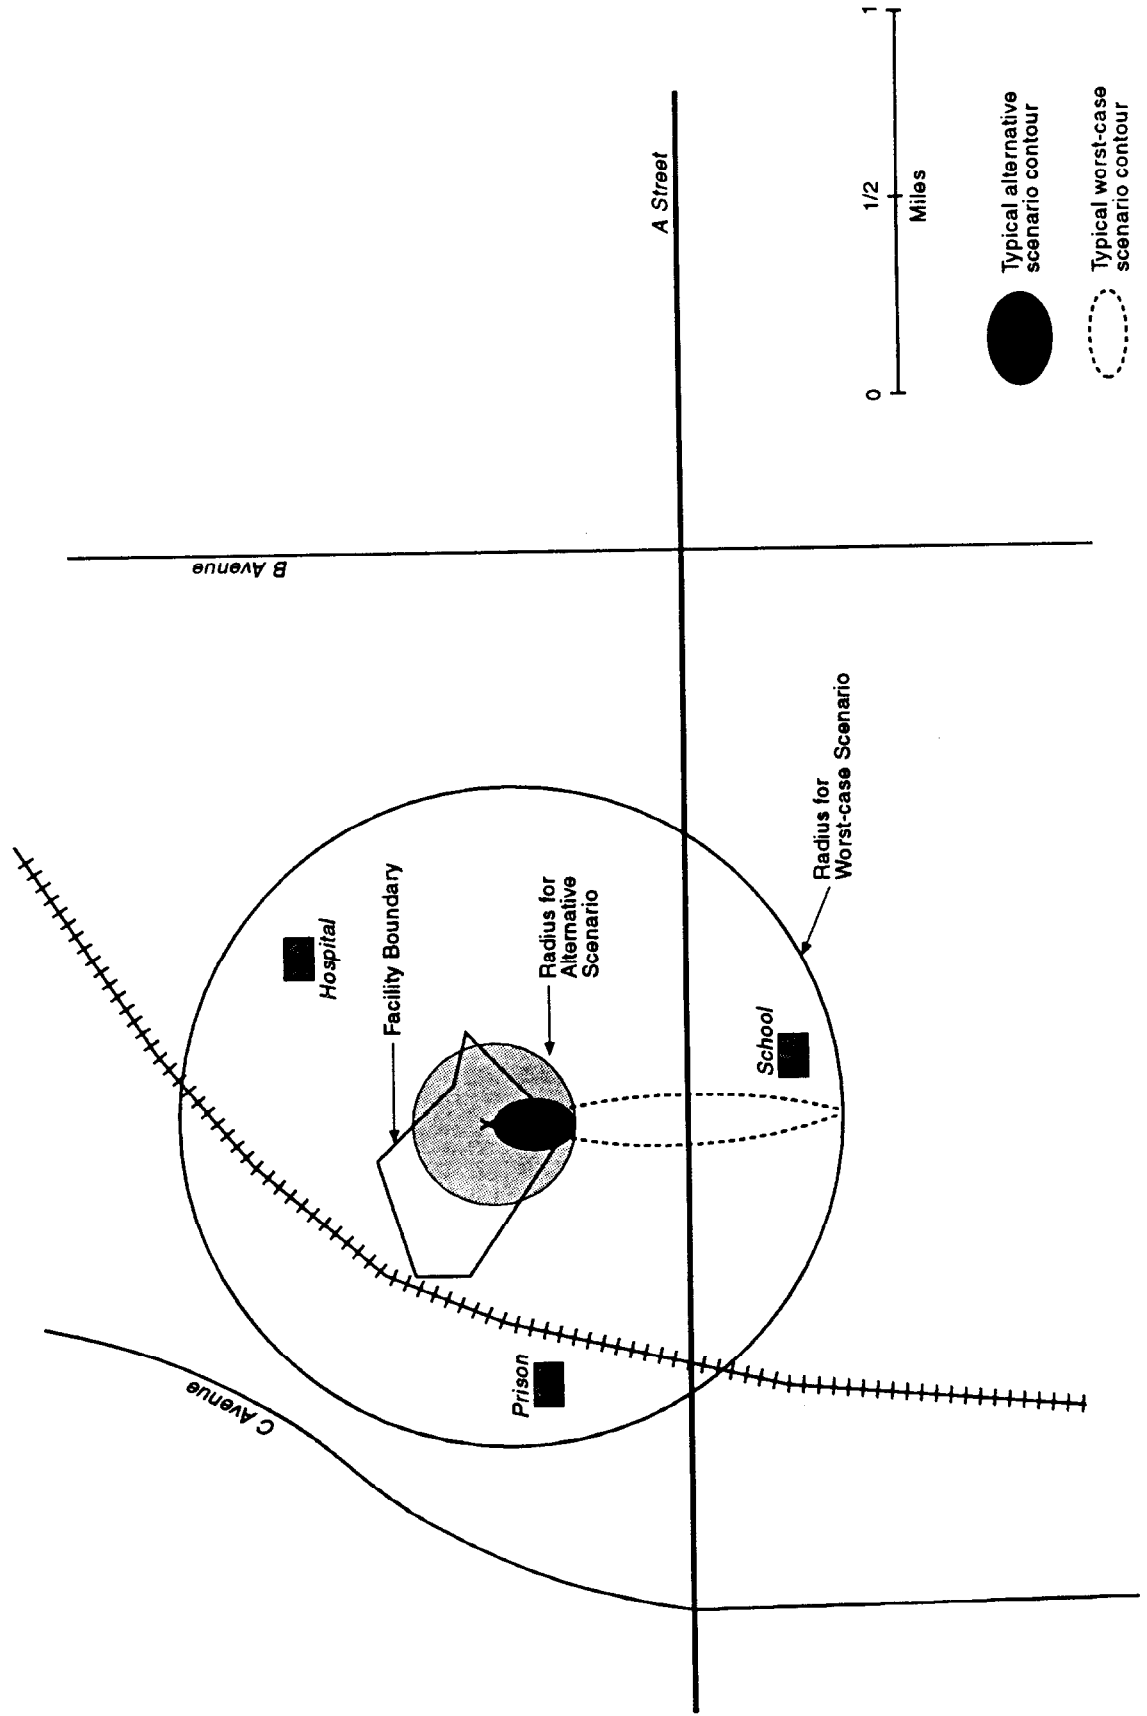 C Avenue
B Avenue
Hospital
Facility Boundary
Prison
Radius for
Alternative
Scenario
A Street
School
Radius for
Worst-case Scenario
0
1/2
1
Miles
Typical alternative
scenario contour
Typical worst-case
scenario contour